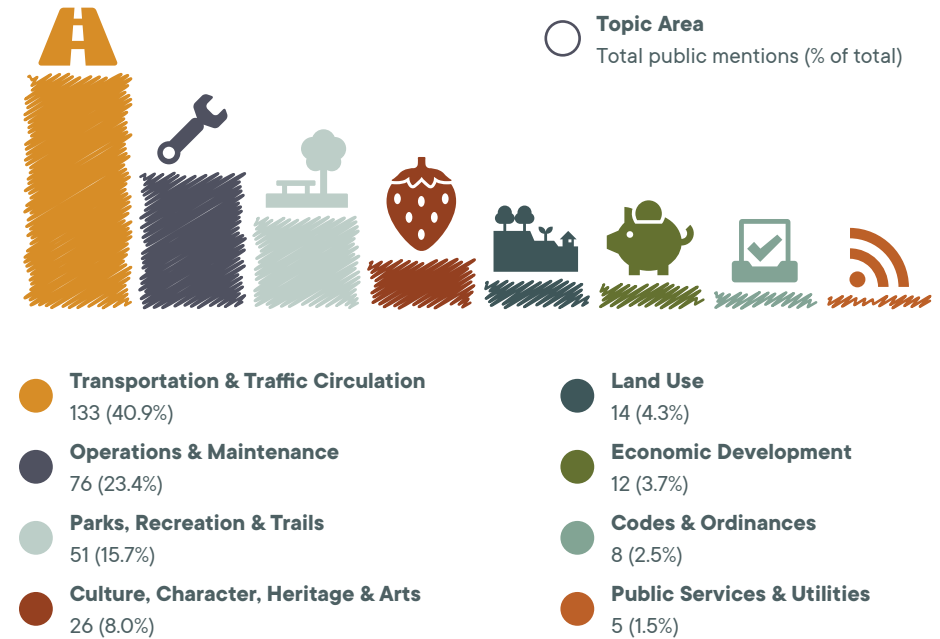 Topic Area
Total public mentions (% of total)
Transportation & Traffic Circulation
133 (40.9%)
Operations & Maintenance
76 (23.4%)
Parks, Recreation & Trails
51 (15.7%)
Culture, Character, Heritage & Arts
26 (8.0%)
Land Use
14 (4.3%)
Economic Development
12 (3.7%)
Codes & Ordinances
8 (2.5%)
Public Services & Utilities
5 (1.5%)